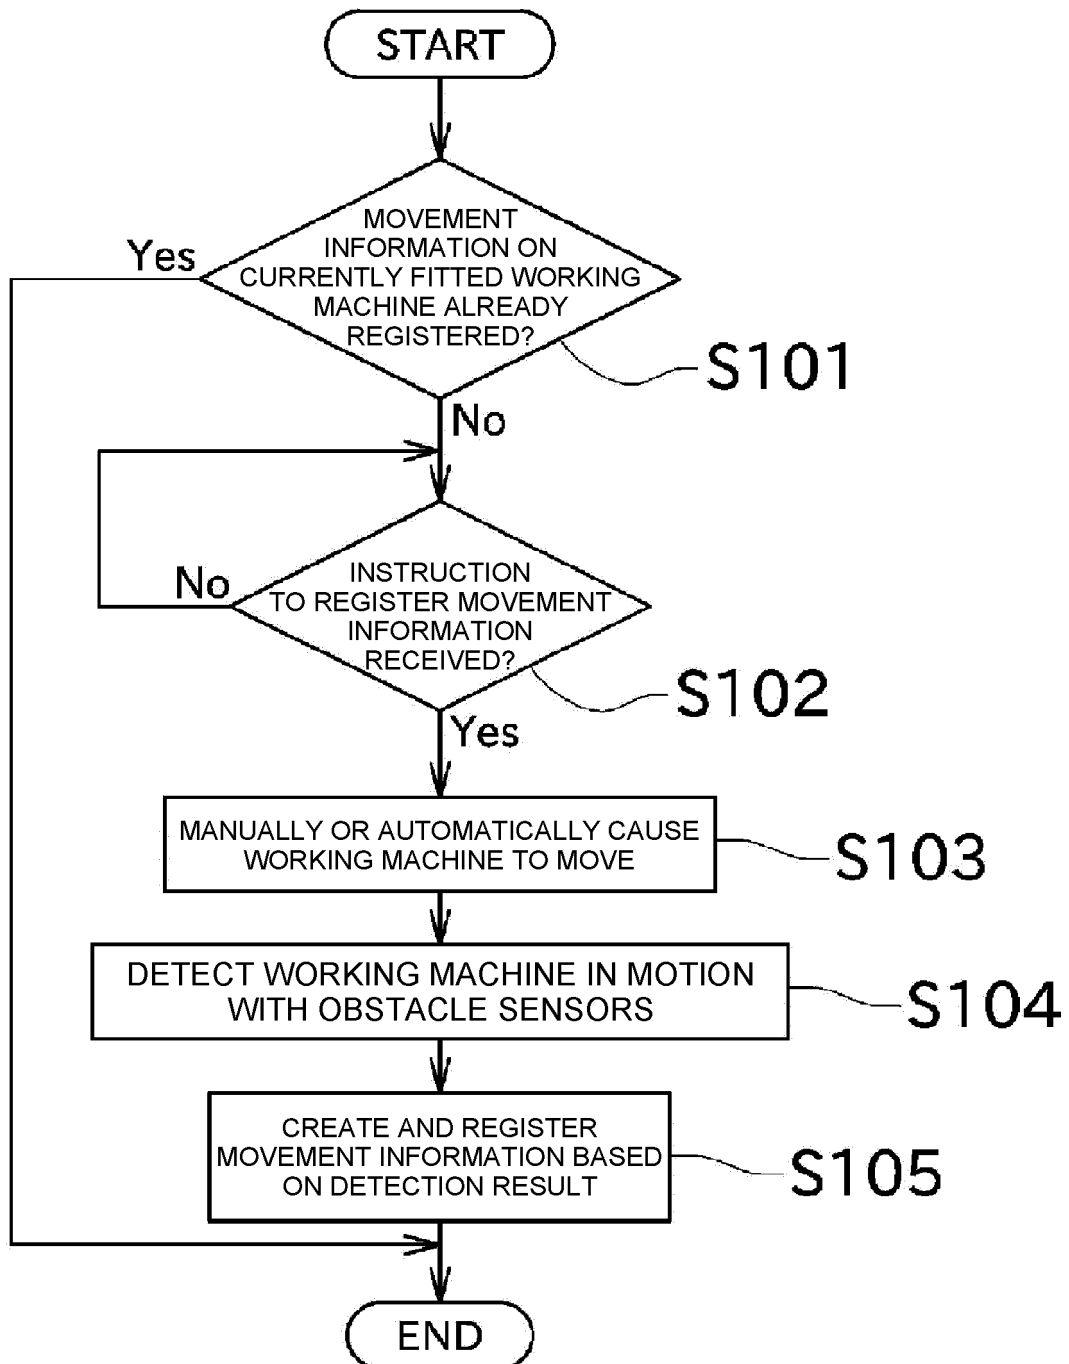 START
MOVEMENT
INFORMATION ON
CURRENTLY FITTED WORKING
MACHINE ALREADY
REGISTERED?
Yes
S101
No
INSTRUCTION
TO REGISTER MOVEMENT
INFORMATION
RECEIVED?
No
S102
Yes
MANUALLY OR AUTOMATICALLY CAUSE
WORKING MACHINE TO MOVE
S103
DETECT WORKING MACHINE IN MOTION
WITH OBSTACLE SENSORS
S104
CREATE AND REGISTER
MOVEMENT INFORMATION BASED
ON DETECTION RESULT
S105
END